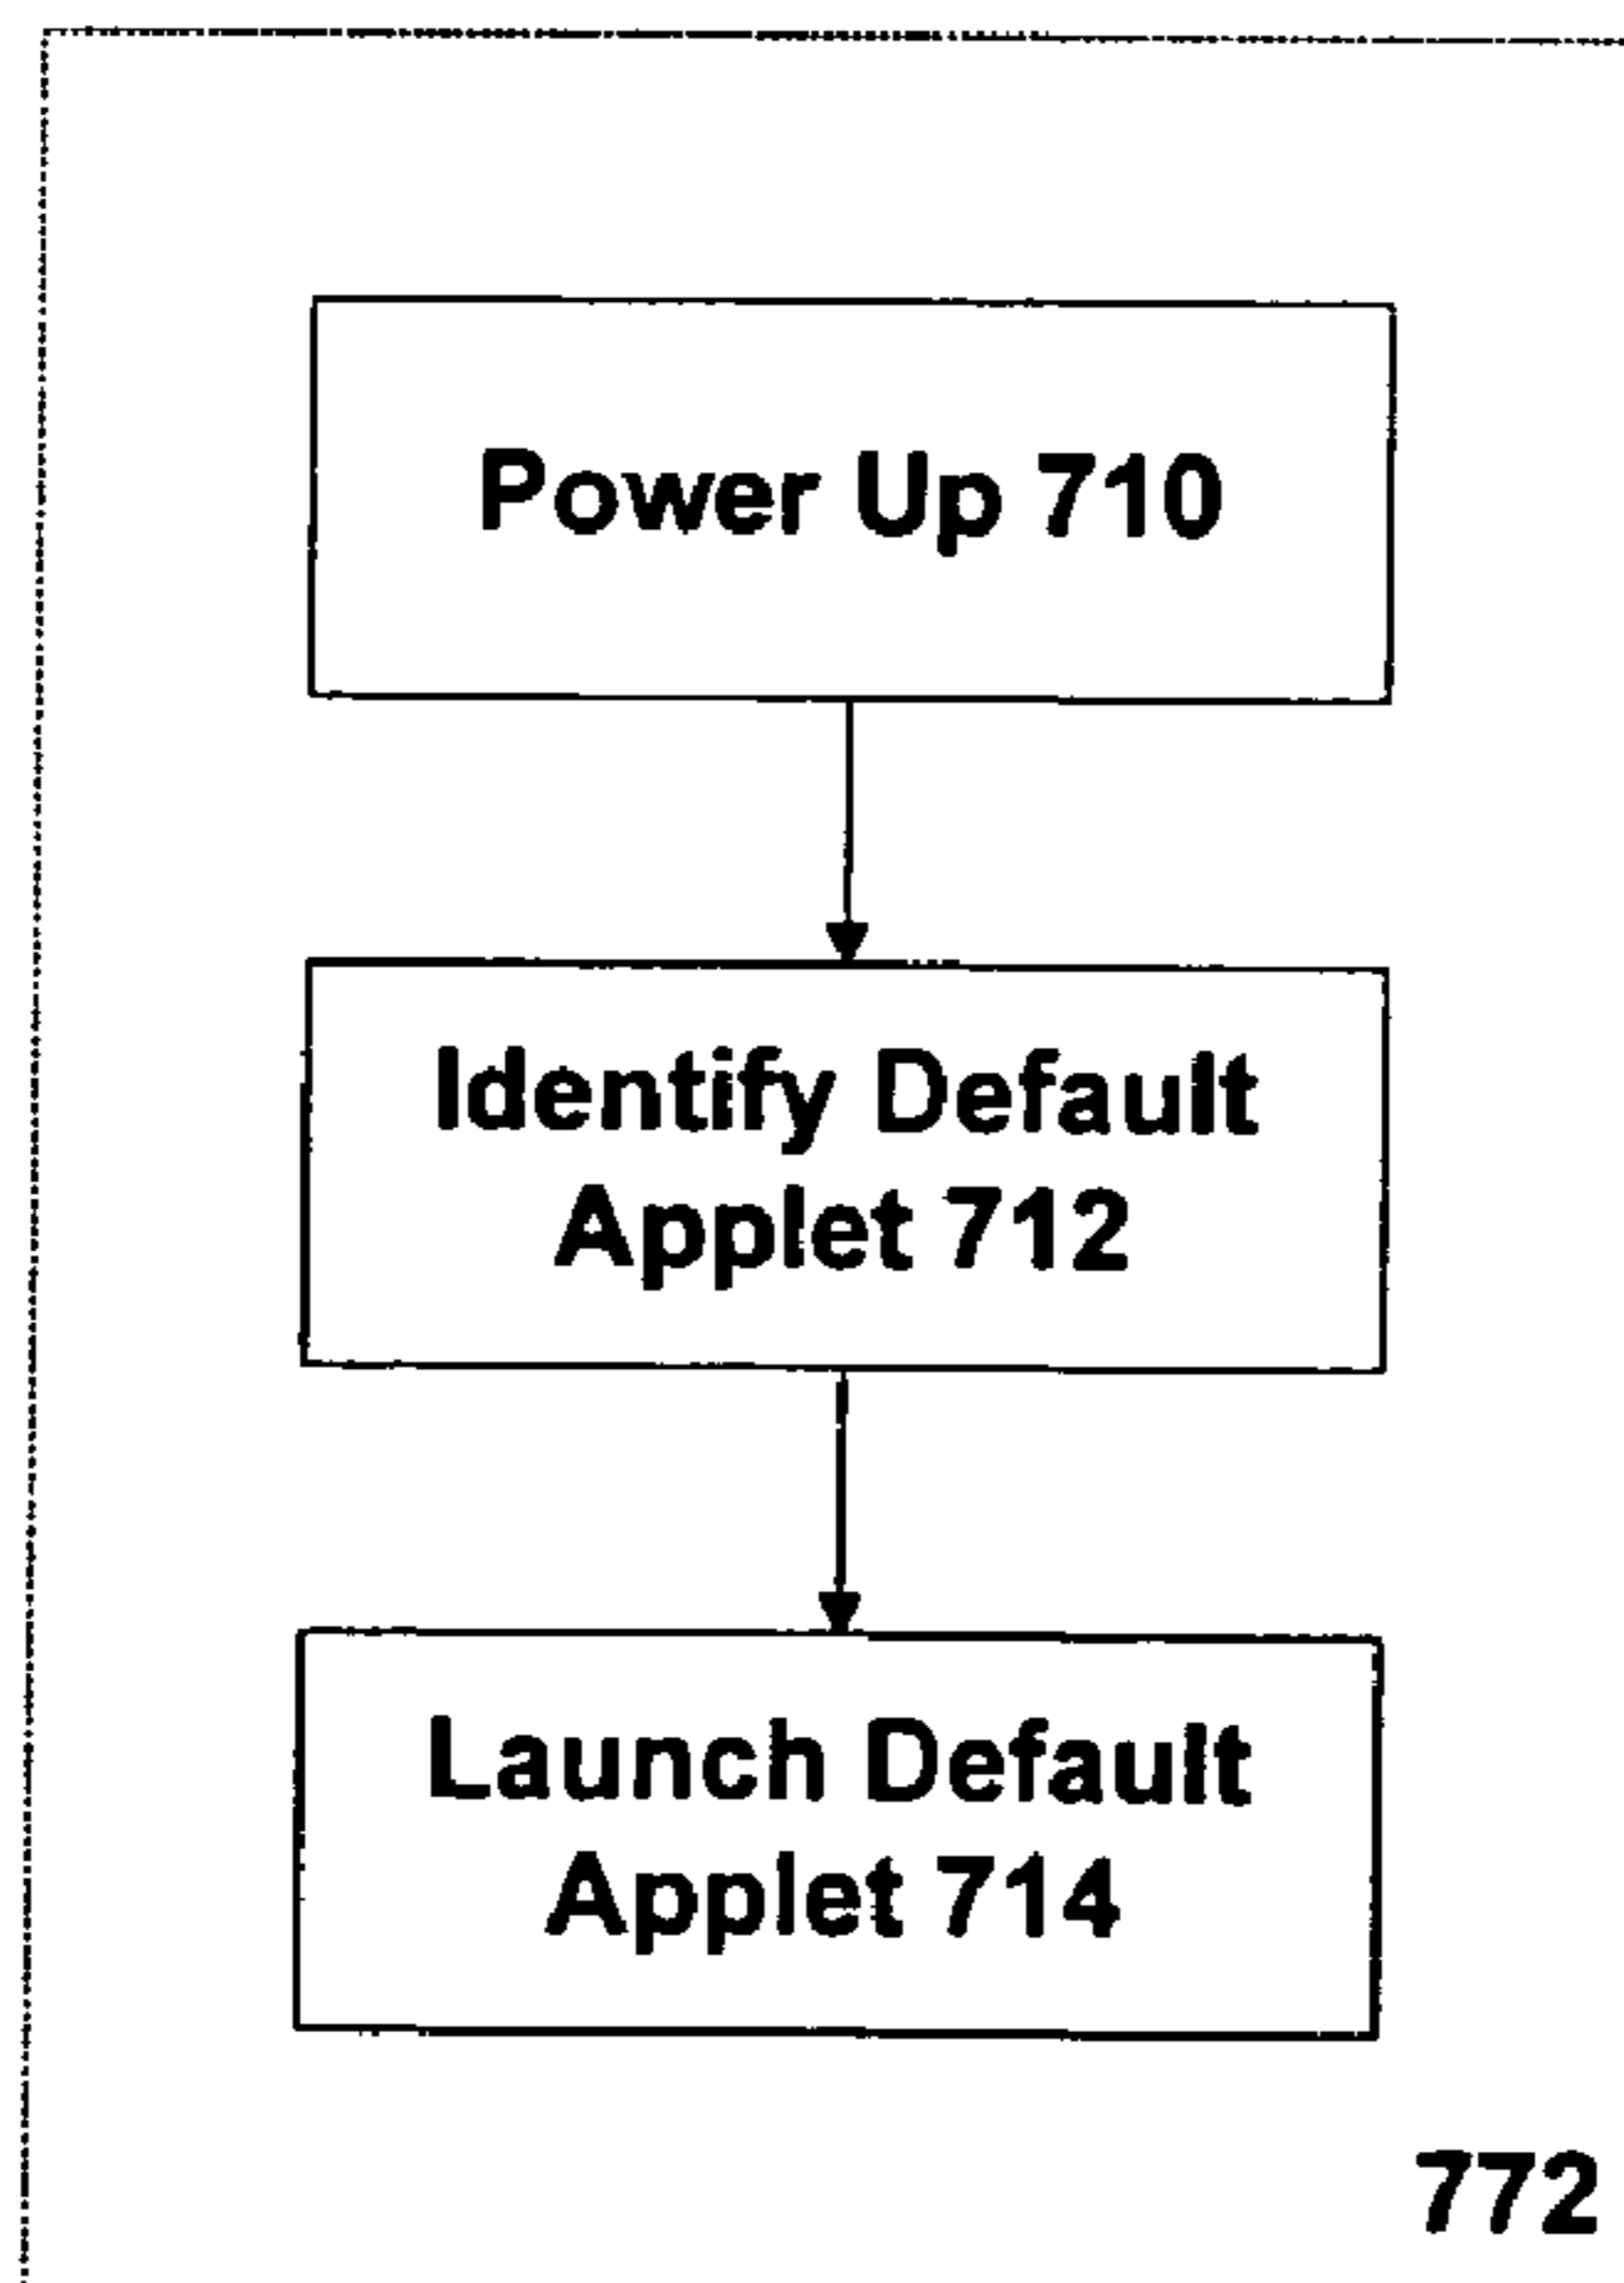 Power Up 710
Identify Default
Applet 712
Launch Default
Applet 714
772